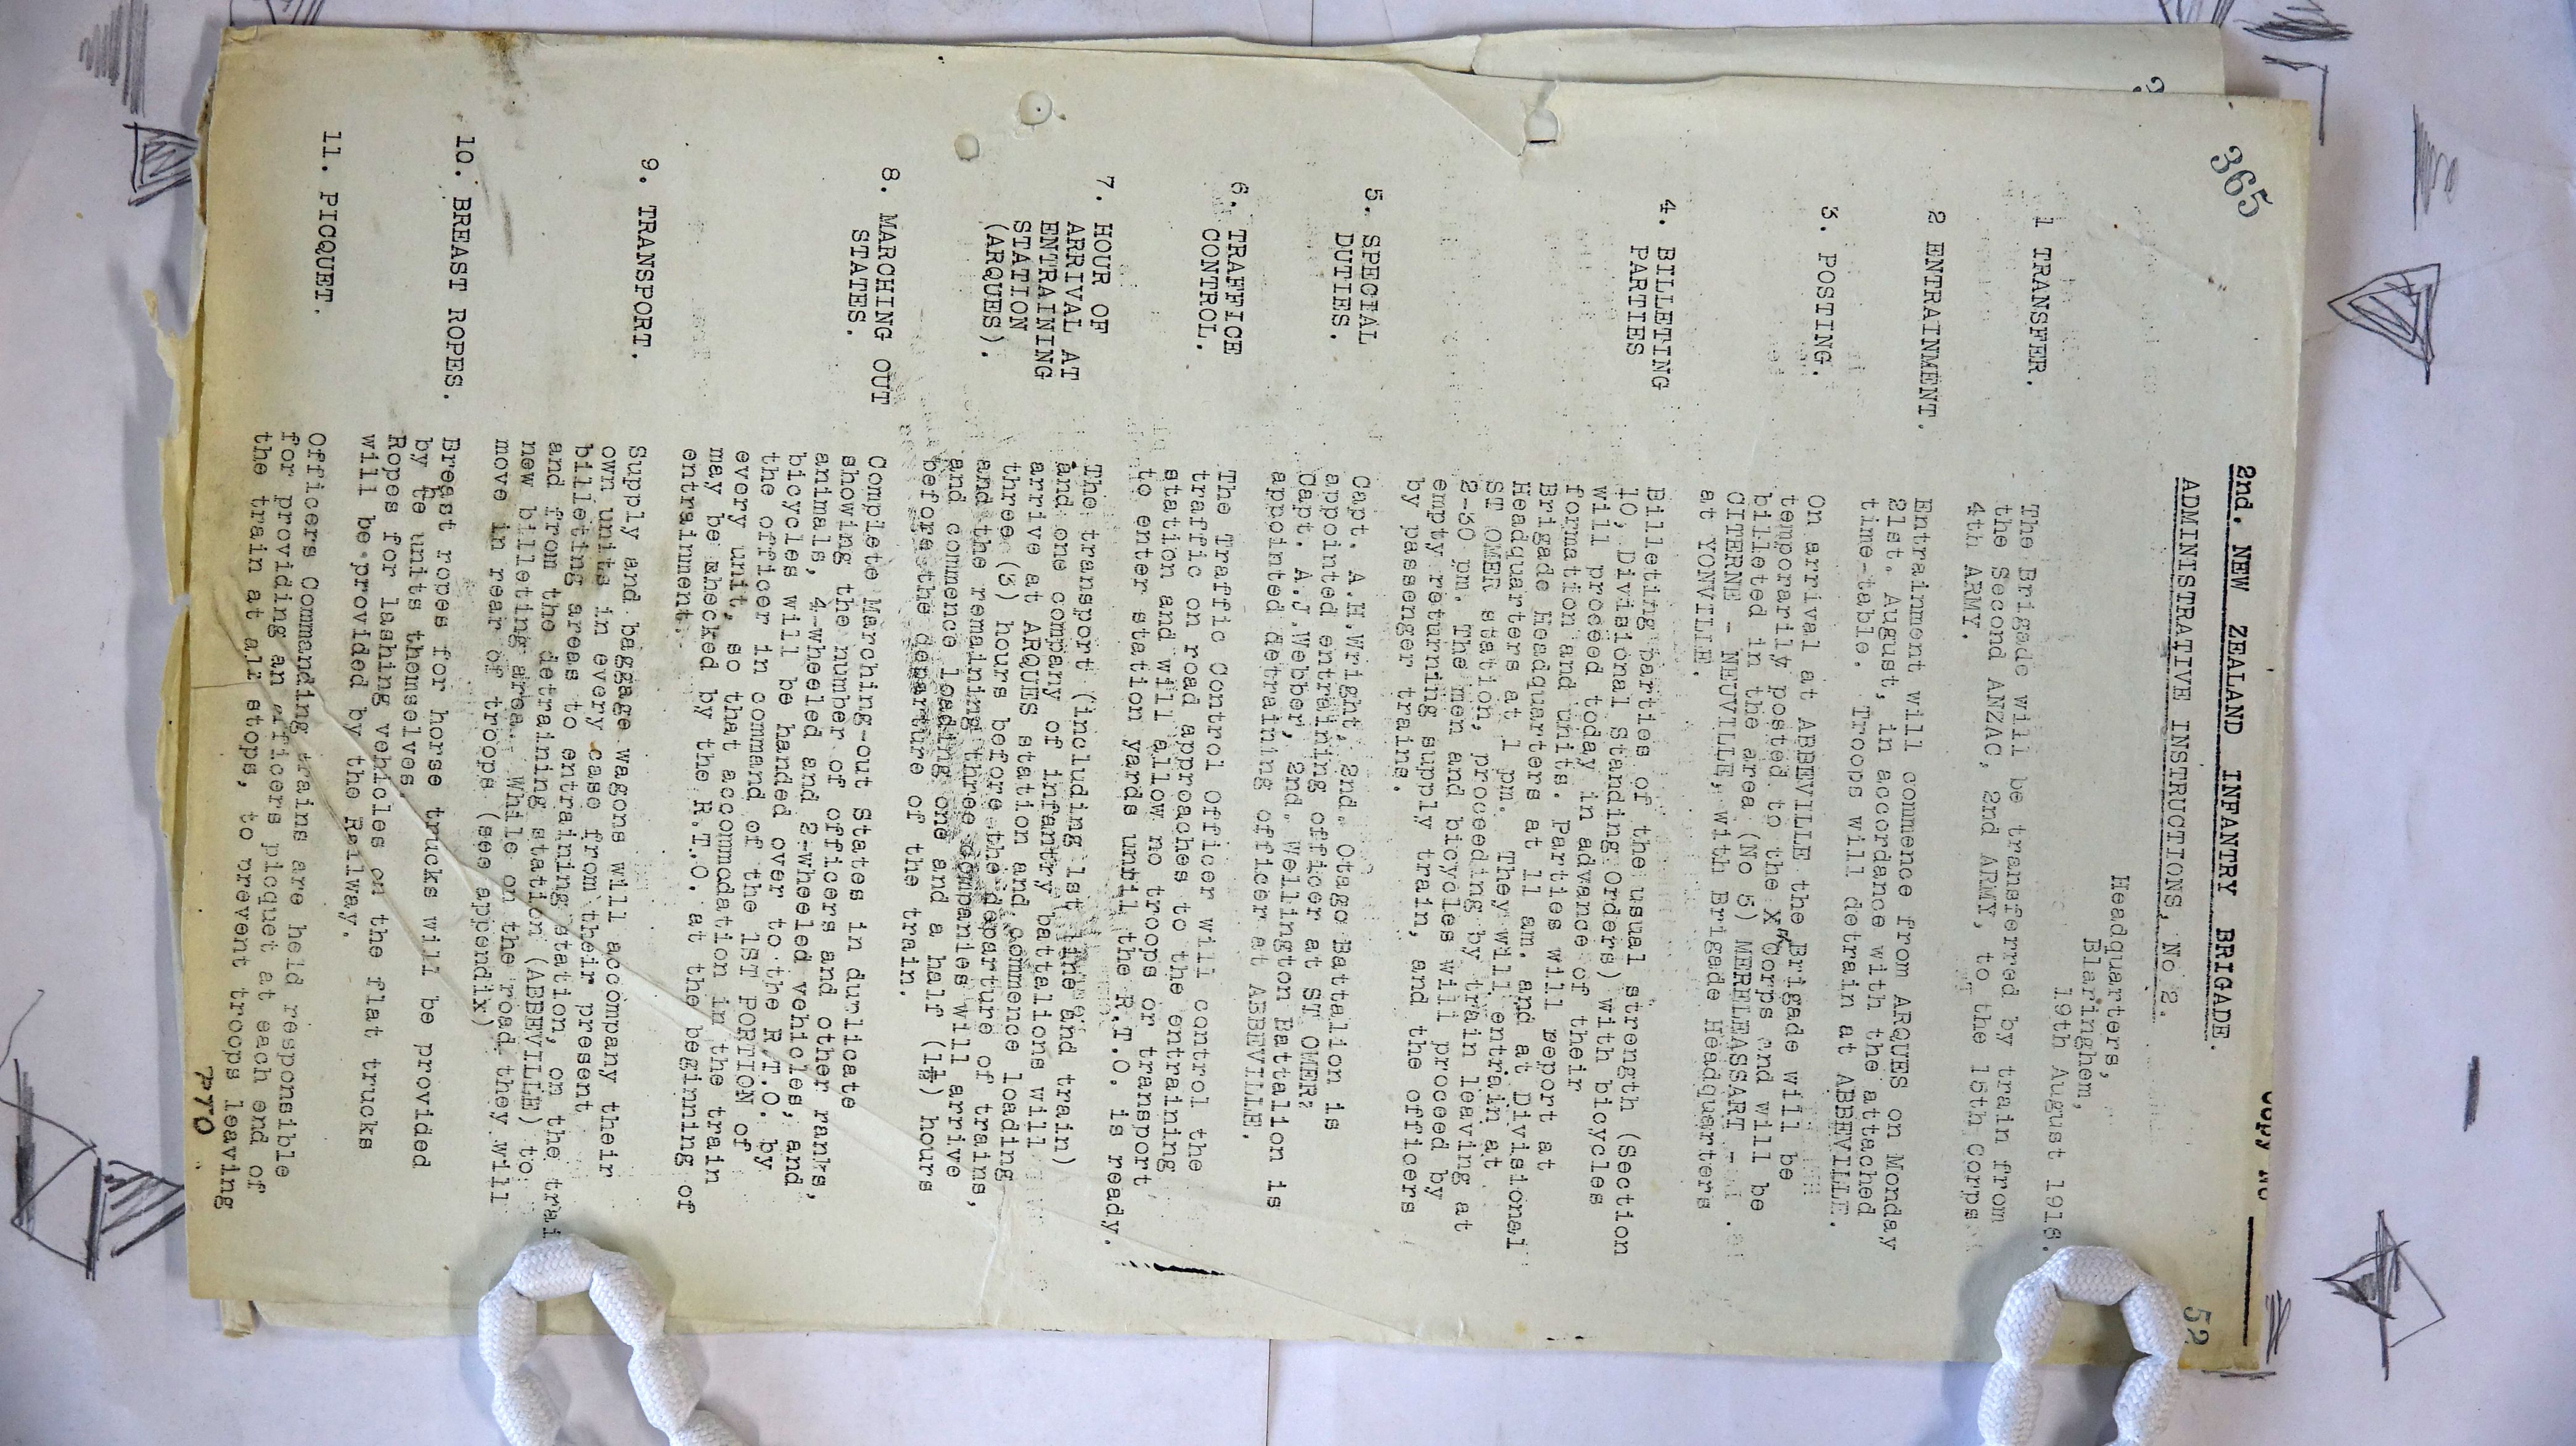 365
52
Copy No
2nd. NEW ZEALAND INFANTRY BRIGADE.
ADMINISTRATIVE INSTRUCTIONS, No 2.
Headquarters,
Blaringhem,
19th August 1916.
1 TRANSFER. The Brigade will be transferred by train from
the Second ANZAC, 2nd ARMY, to the 15th Corps
4th ARMY.
2 ENTRAINMENT. Entrainment will commence from ARQUES on Monday
21st. August, in accordance with the attached
time-table. Troops will detrain at ABBEVILLE.
3. POSTING. On arrival at ABBEVILLE the Brigade will be
temporarily posted to the X Corps and will be
billeted in the area (No 5) MERELEASSART -
CITERNE - NEUVILLE, with Brigade Headquarters
at YONVILLE.
4. BILLETING PARTIES Billeting parties of the usual strength (Section
10, Divisional Standing Orders) with bicycles
will proceed today in advance of their
formation and units. Parties will report at
Brigade Headquarters at 11 am. and at Divisional
Headquarters at 1 pm. They will entrain at
ST OMER station, proceeding by train leaving at
2-30 pm. The men and bicycles will proceed by
empty returning supply train, and the officers
by passenger train.
5. SPECIAL DUTIES. Capt. A.H.Wright, 2nd. Otago Battalion is
appointed entraining officer at ST OMER?
Capt. A.J.Webber, 2nd. Wellington Battalion is
appointed detraining officer at ABBEVILLE.
6. TRAFFICE CONTROL. The Traffic Control Officer will control the
traffic on road approaches to the entraining
station and will allow no troops or transport
to enter station yards until the R.T.O. is ready.
7. HOUR OF ARRIVAL AT ENTRAINING STATION (ARQUES). The transport (including 1st line and train)
and one company of infantry battalions will
arrive at ARQUES station and commence loading
three (3) hours before the departure of trains,
and the remaining three companies will arrive
and commence loading one and a half (1½) hours
before the departure of the train.
8. MARCHING OUT STATES. Complete Marching-out States in duplicate
showing the number of officers and other ranks,
animals, 4-wheeled and 2-wheeled vehicles, and
bicycles will be handed over to the R.T.O. by
the officer in command of the 1ST PORTION of
every unit, so that accommodation in the train
may be checked by the R.T.O. at the beginning of
entrainment.
9. TRANSPORT. Supply and baggage wagons will accompany their
own units in every case from their present
billeting areas to entraining station, on the trai
and from the detraining station (ABBEVILLE) to
new billeting area. While on the road they will
move in rear of troops (see appendix)
10. BREAST ROPES. Breast ropes for horse trucks will be provided
by the units themselves.
Ropes for lashing vehicles on the flat trucks
will be provided by the Railway.
11. PICQUET. Officers Commanding trains are held responsible
for providing an officers picquet at each end of
the train at all stops, to prevent troops leaving
PTO